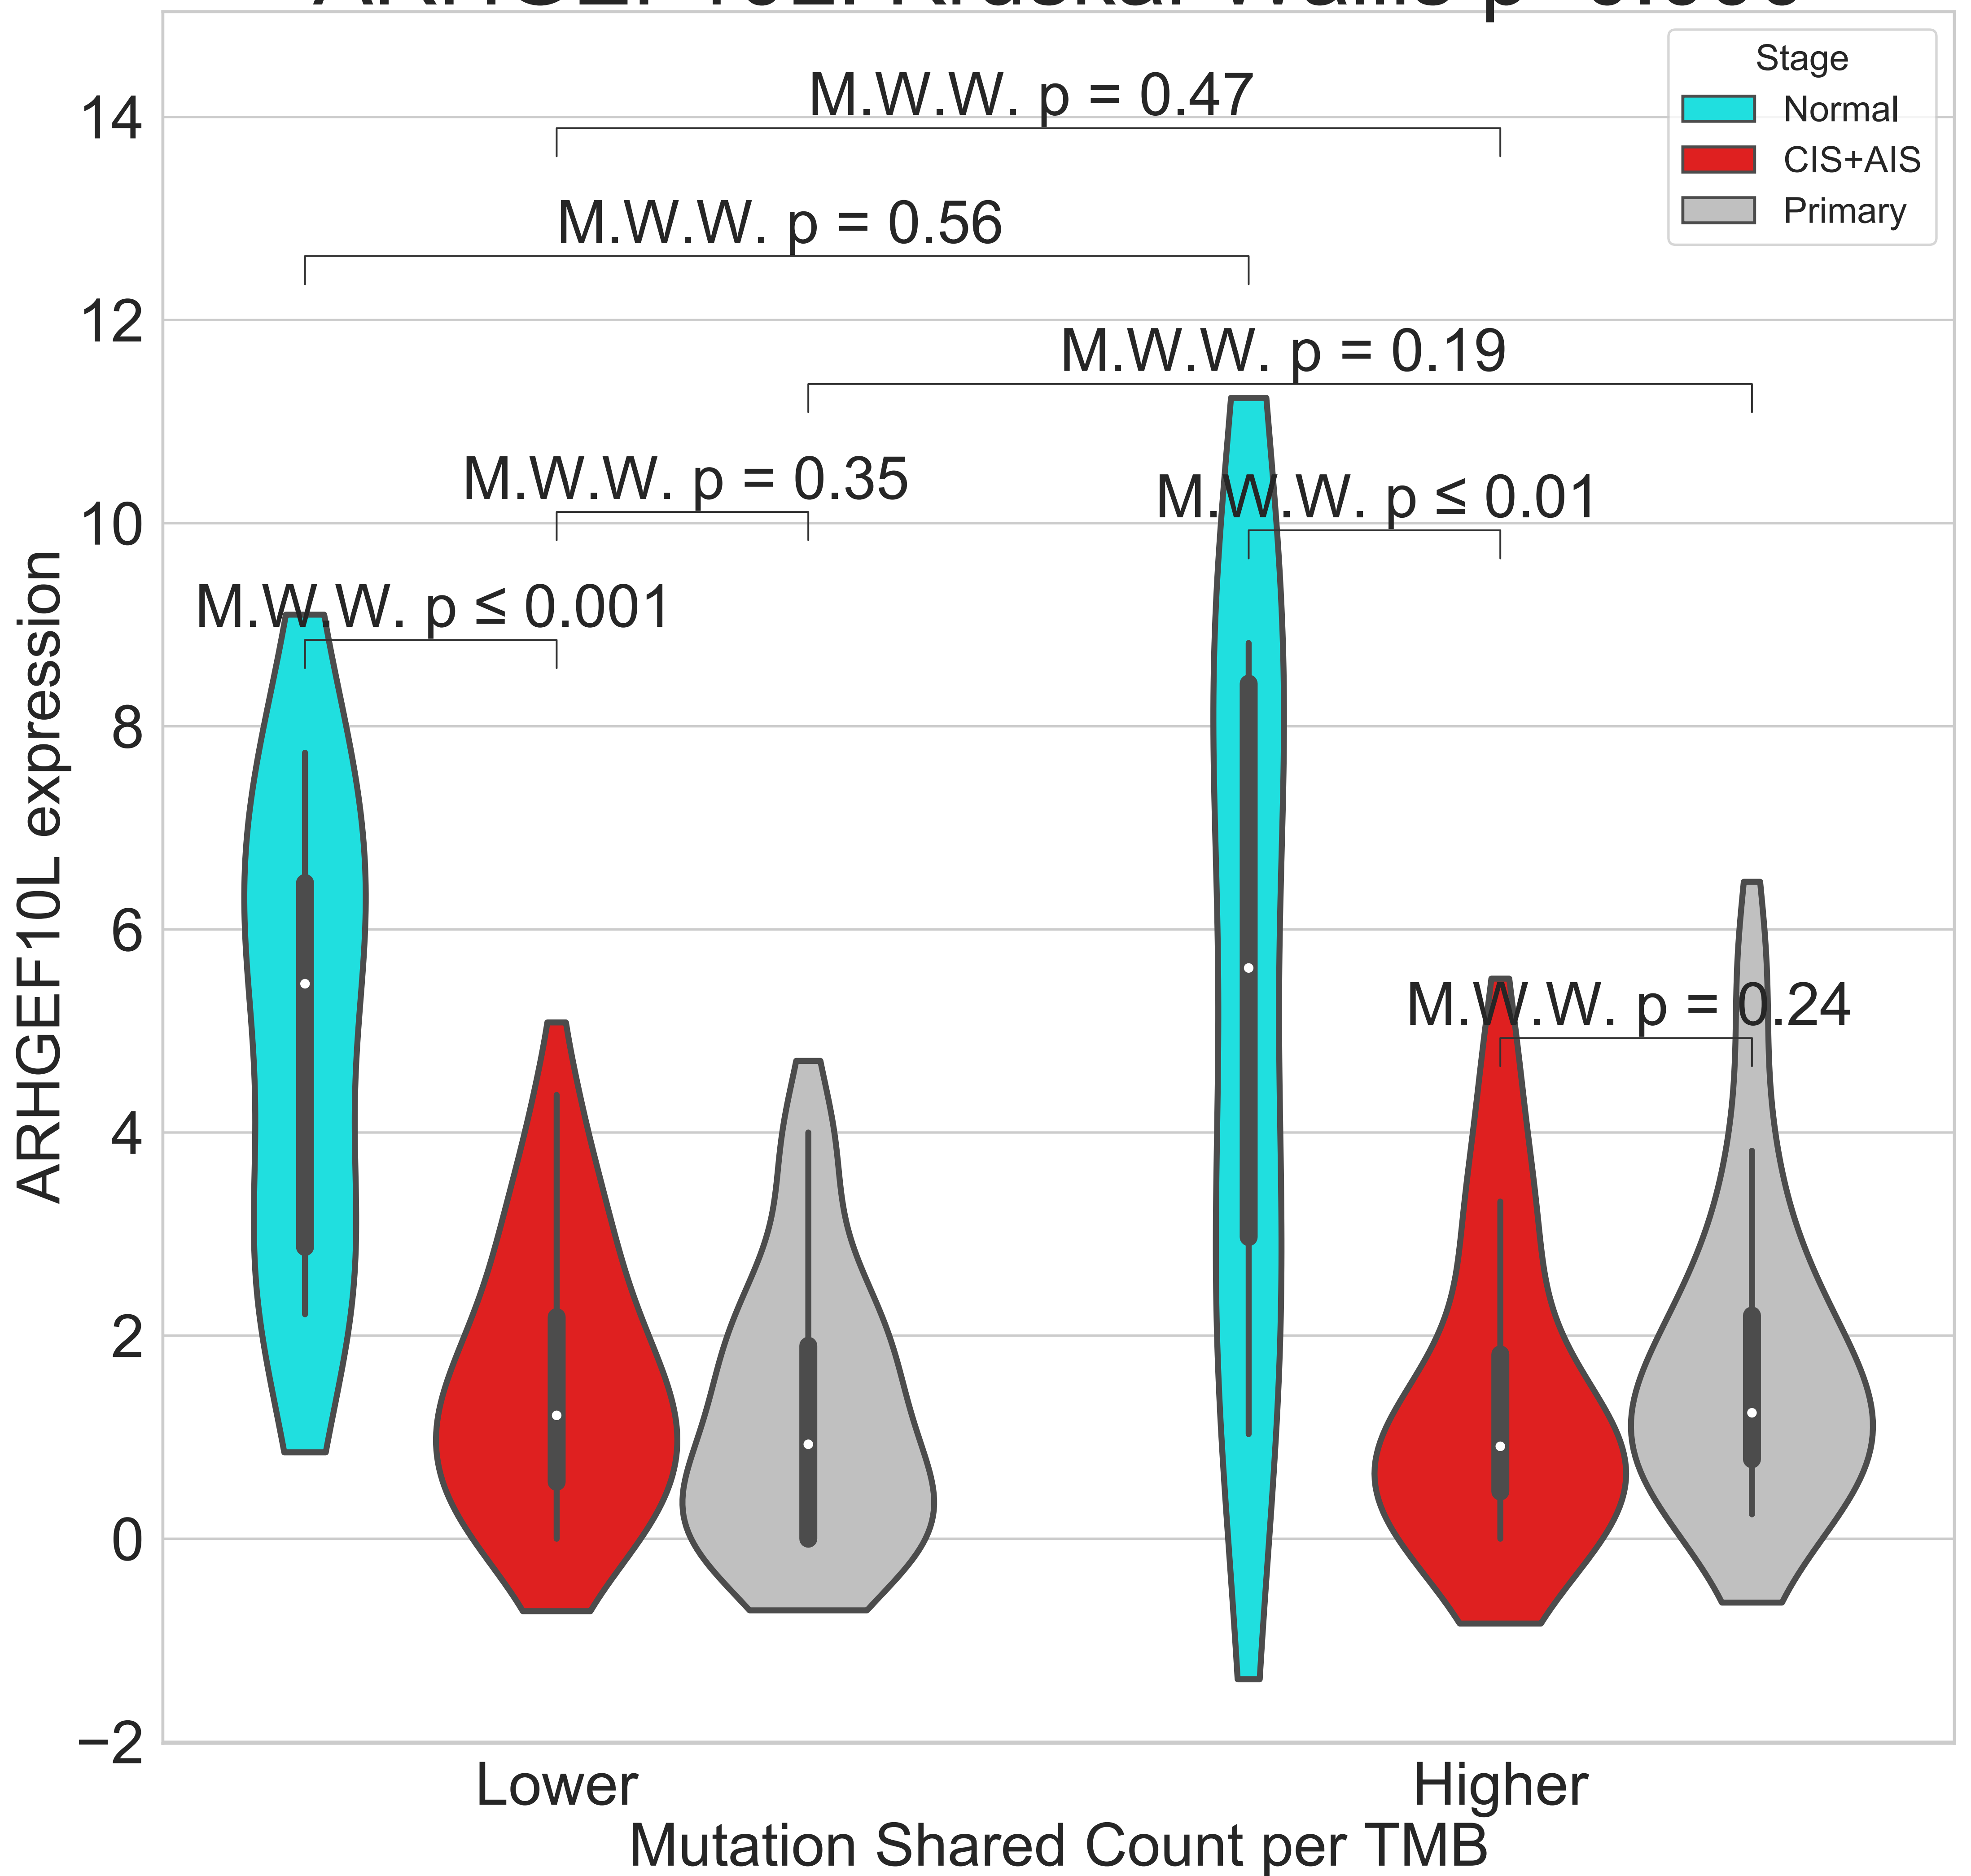 Stage
Normal
CIS+AIS
Primary
M.W.W. p = 0.47
M.W.W. p = 0.56
M.W.W. p = 0.19
M.W.W. p = 0.35
M.W.W. p ≤ 0.01
M.W.W. p ≤ 0.001
M.W.W. p = 0.24
14
12
10
8
6
4
2
0
−2
ARHGEF10L expression
Lower
Higher
Mutation Shared Count per TMB